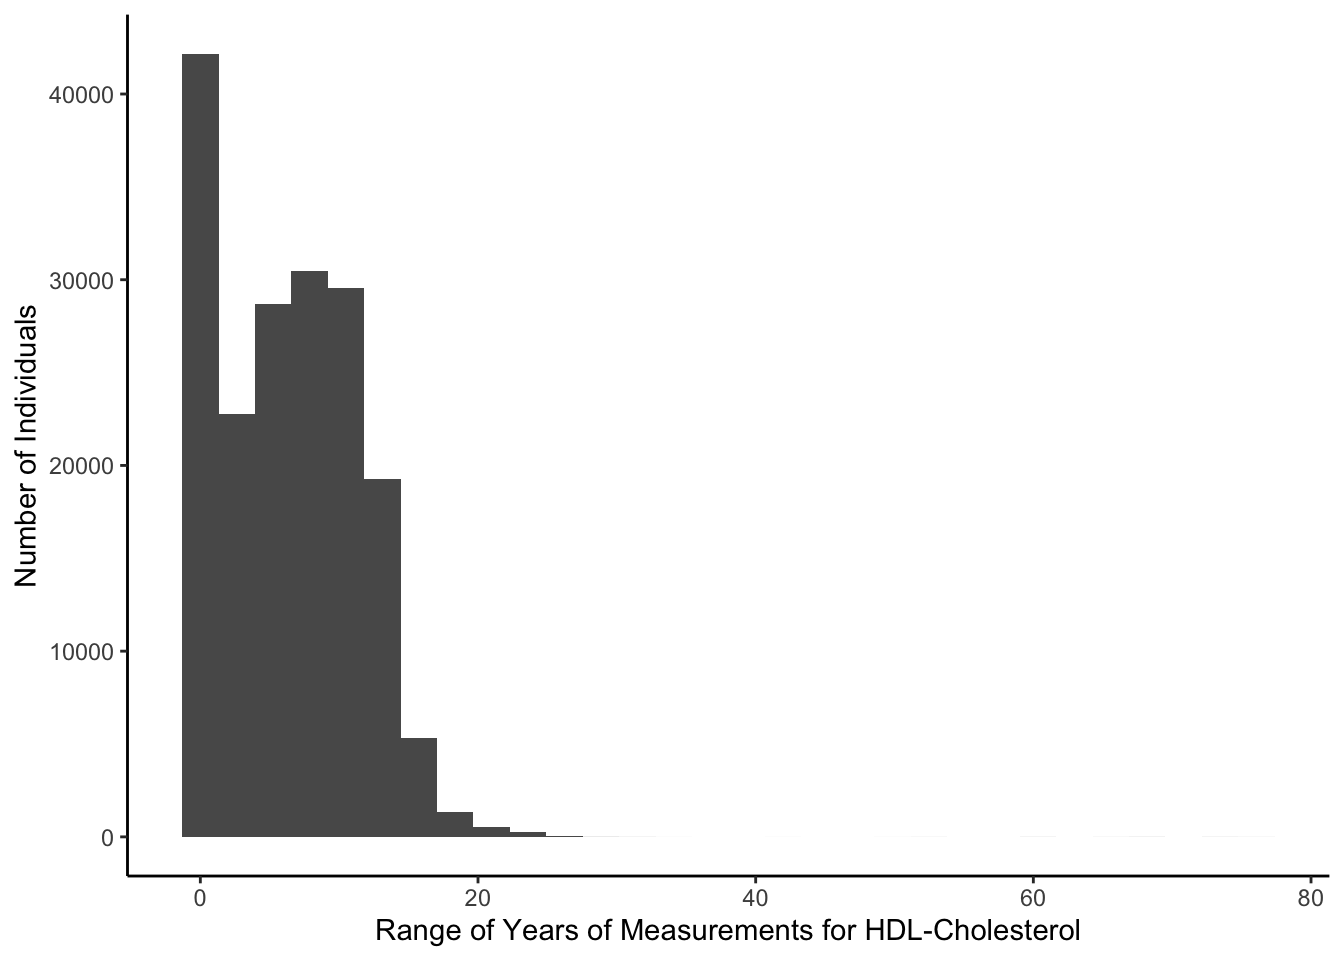 Number of Individuals
40000
30000
20000
10000
0
0 20 40 60 80
Range of Years of Measurements for HDL-Cholesterol